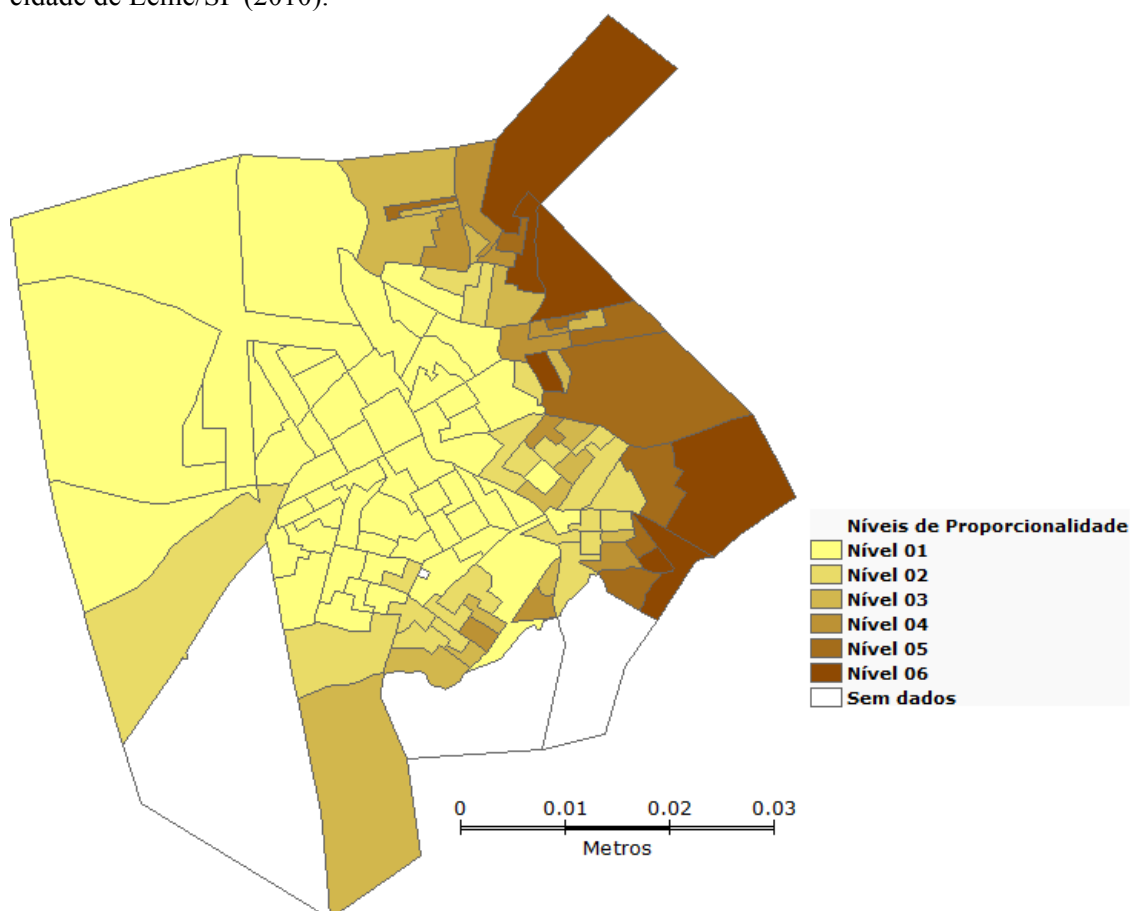 cidade de Leme/SP (2010).
Níveis de Proporcionalidade
Nível 01
Nível 02
Nível 03
Nível 04
Nível 05
Nível 06
Sem dados
0 0.01 0.02 0.03
Metros